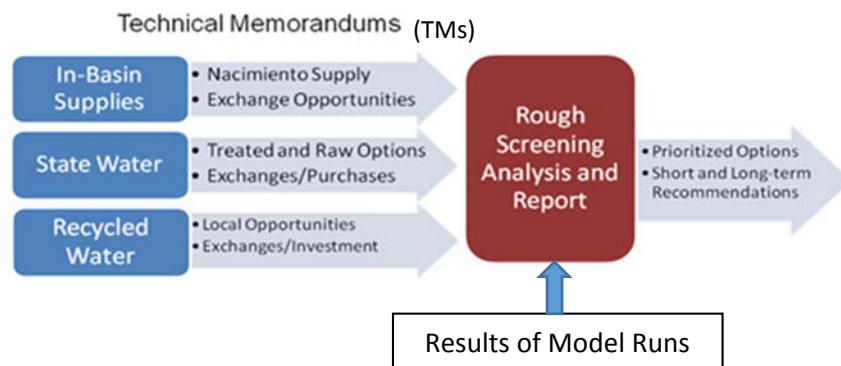 Technical Memorandums (TMs)
In-Basin
Supplies
• Nacimiento Supply
• Exchange Opportunities
State Water
• Treated and Raw Options
• Exchanges/Purchases
Recycled
Water
• Local Opportunities
• Exchanges/Investment
Rough
Screening
Analysis and
Report
• Prioritized Options
• Short and Long-term
Recommendations
Results of Model Runs